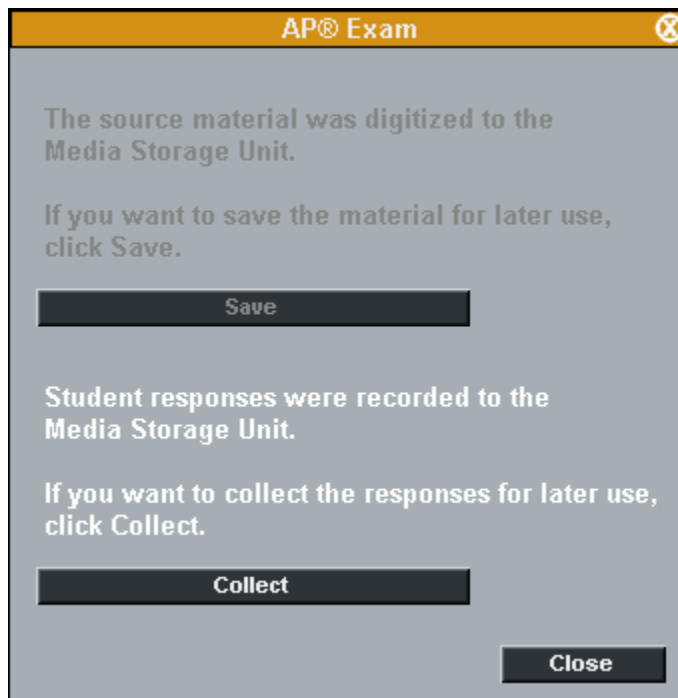 AP® Exam
The source material was digitized to the
Media Storage Unit.
If you want to save the material for later use,
click Save.
Save
Student responses were recorded to the
Media Storage Unit.
If you want to collect the responses for later use,
click Collect.
Collect
Close